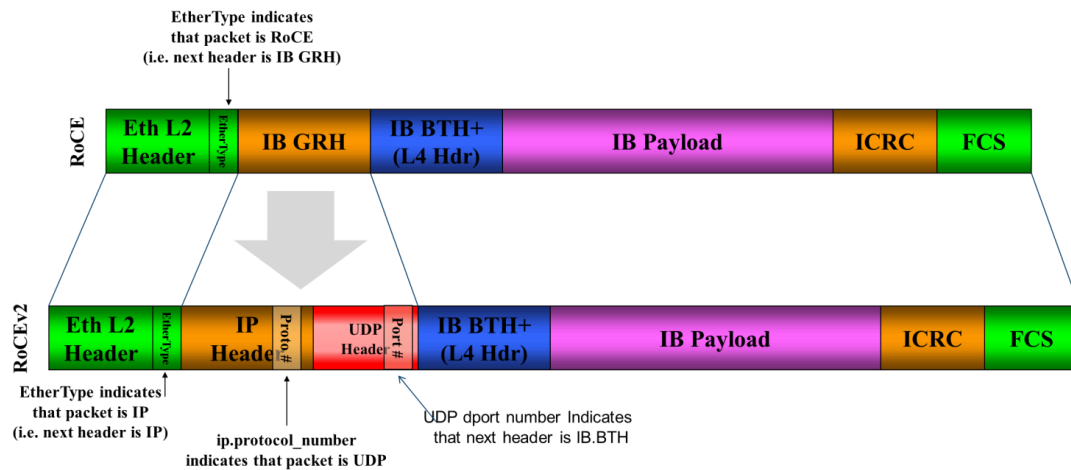 EtherType indicates
that packet is RoCE
(i.e. next header is IB GRH)
RoCE
Eth L2
Header
EtherType
IB GRH
IB BTH+
(L4 Hdr)
IB Payload
ICRC
FCS
RoCEv2
Eth L2
Header
EtherType
IP
Header
Proto #
UDP
Header
Port #
IB BTH+
(L4 Hdr)
IB Payload
ICRC
FCS
EtherType indicates
that packet is IP
(i.e. next header is IP)
ip.protocol_number
indicates that packet is UDP
UDP dport number Indicates
that next header is IB.BTH